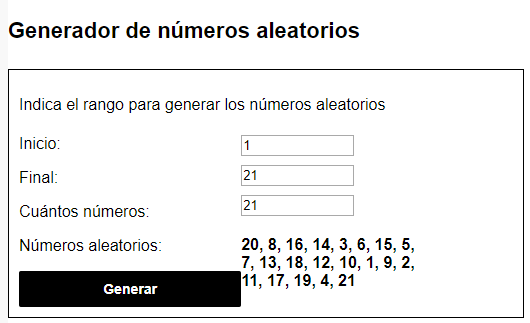 Generador de números aleatorios
Indica el rango para generar los números aleatorios
Inicio: 1
Final: 21
Cuántos números: 21
Números aleatorios: 20, 8, 16, 14, 3, 6, 15, 5,
7, 13, 18, 12, 10, 1, 9, 2,
11, 17, 19, 4, 21
Generar